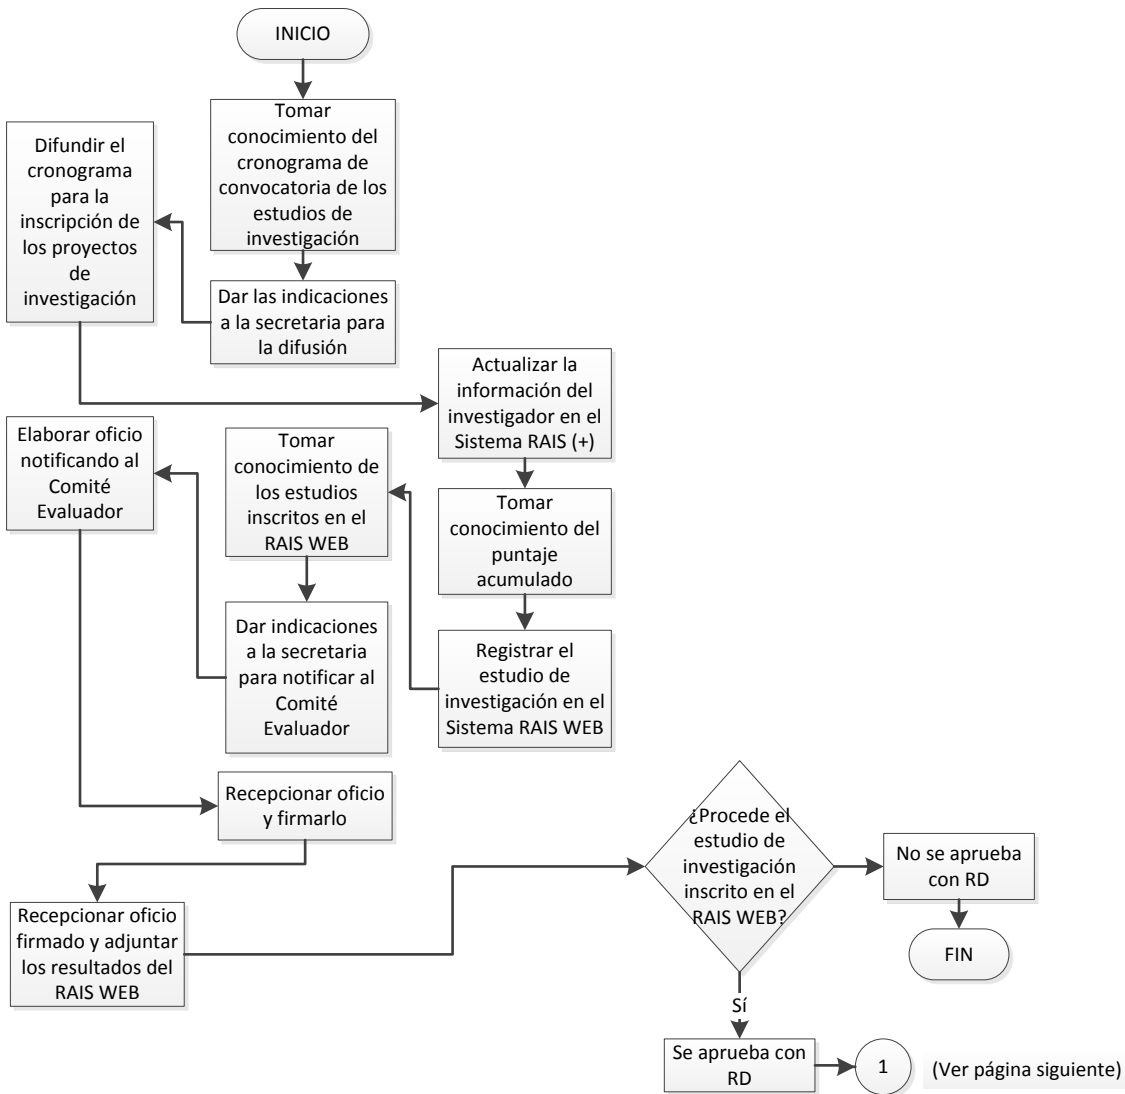 INICIO
Tomar
conocimiento del
cronograma de
convocatoria de los
estudios de
investigación
Dar las indicaciones
a la secretaria para
la difusión
Difundir el
cronograma
para la
inscripción de
los proyectos
de
investigación
Actualizar la
información del
investigador en el
Sistema RAIS (+)
Tomar
conocimiento del
puntaje
acumulado
Registrar el
estudio de
investigación en el
Sistema RAIS WEB
Tomar
conocimiento de
los estudios
inscritos en el
RAIS WEB
Dar indicaciones
a la secretaria
para notificar al
Comité
Evaluador
Elaborar oficio
notificando al
Comité
Evaluador
Recepcionar oficio
y firmarlo
Recepcionar oficio
firmado y adjuntar
los resultados del
RAIS WEB
¿Procede el
estudio de
investigación
inscrito en el
RAIS WEB?
No se aprueba
con RD
FIN
Sí
Se aprueba con
RD
1
(Ver página siguiente)